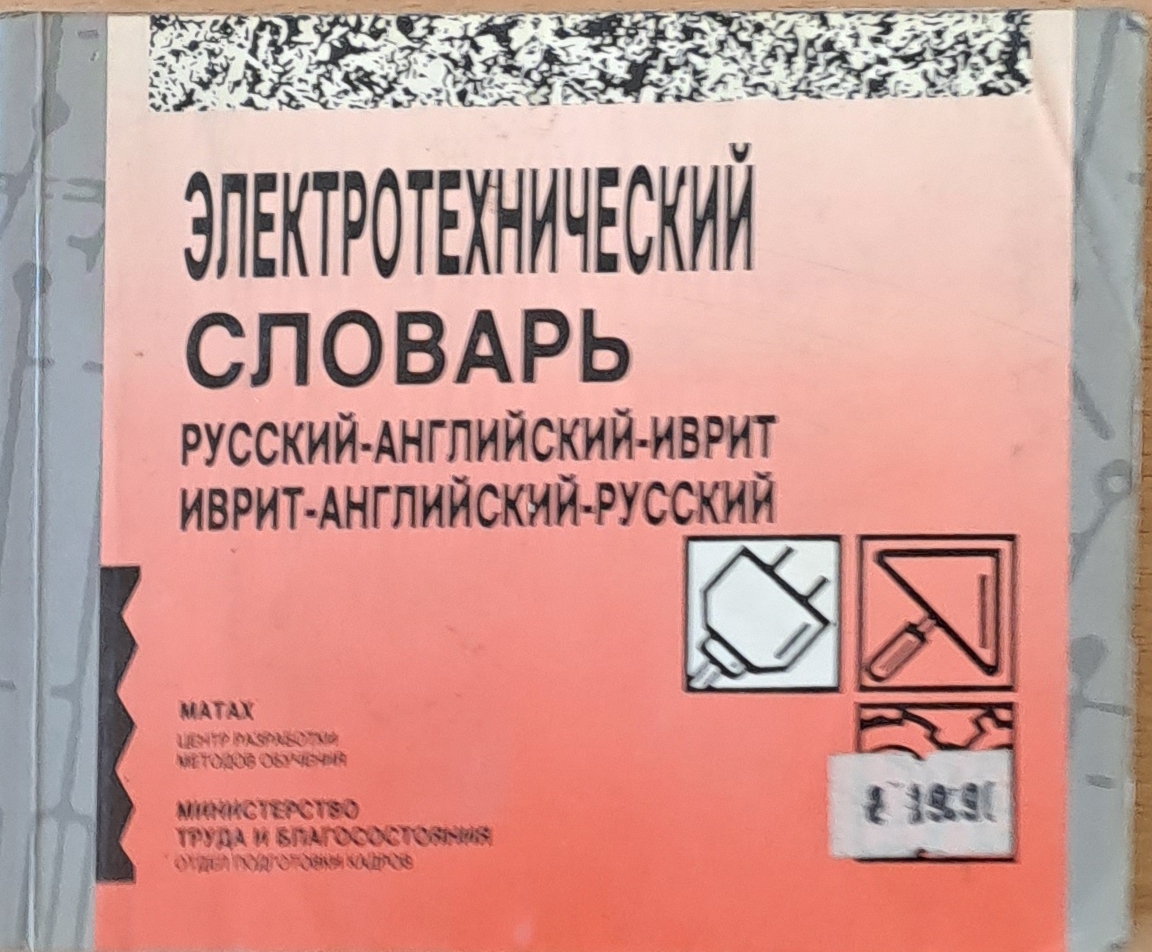 ЭЛЕКТРОТЕХНИЧЕСКИЙ
СЛОВАРЬ
РУССКИЙ-АНГЛИЙСКИЙ-ИВРИТ
ИВРИТ-АНГЛИЙСКИЙ-РУССКИЙ
МАТАХ
ЦЕНТР РАЗРАБОТКИ
МЕТОДОВ ОБУЧЕНИЯ
МИНИСТЕРСТВО
ТРУДА И БЛАГОСОСТОЯНИЯ
ОТДЕЛ ПОДГОТОВКИ КАДРОВ